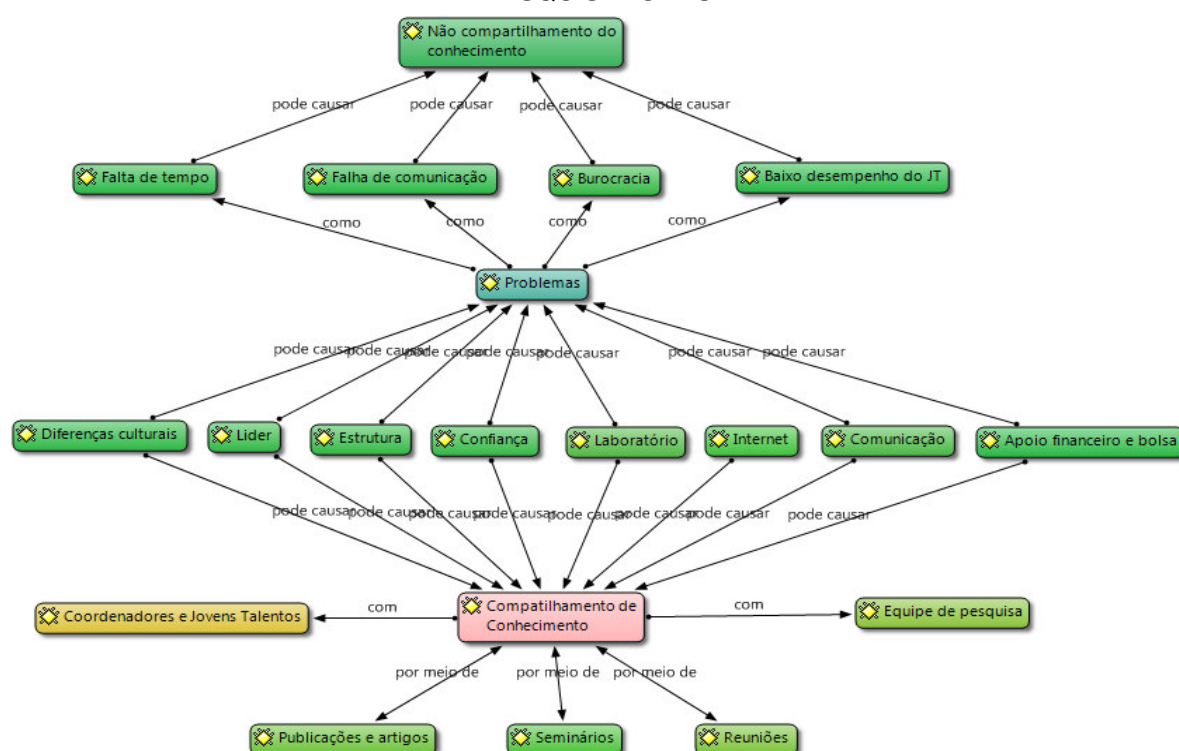 Não compartilhamento do
conhecimento
pode causar
pode causar
pode causar
pode causar
Falta de tempo
Falha de comunicação
Burocracia
Baixo desempenho do JT
como
como
como
como
Problemas
pode causar
pode causar
pode causar
pode causar
pode causar
pode causar
pode causar
Diferenças culturais
Lider
Estrutura
Confiança
Laboratório
Internet
Comunicação
Apoio financeiro e bolsa
pode causar
pode causar
pode causar
pode causar
pode causar
pode causar
pode causar
pode causar
Coordenadores e Jovens Talentos
com
Compatilhamento de
Conhecimento
com
Equipe de pesquisa
por meio de
por meio de
por meio de
Publicações e artigos
Seminários
Reuniões